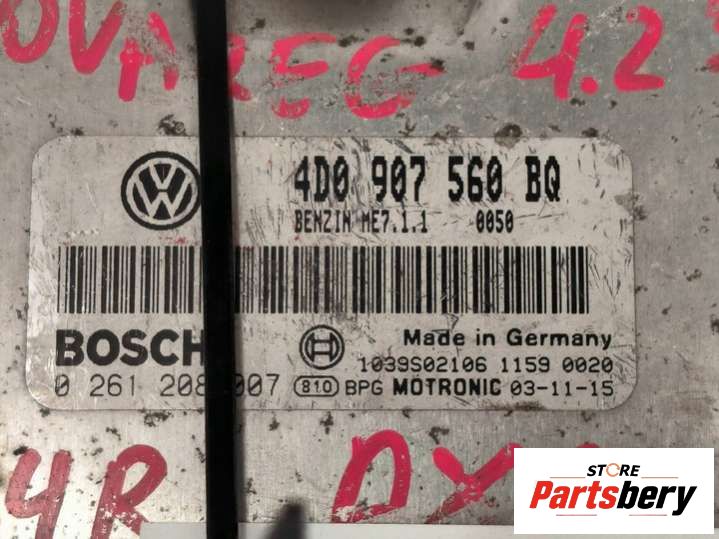 4.2
4D0 907 560 BQ
BENZIN ME7.1.1 0050
BOSCH
Made in Germany
1039S02106 1159 0020
0 261 208 007 810 BPG MOTRONIC 03-11-15
4R
STORE
Partsbery